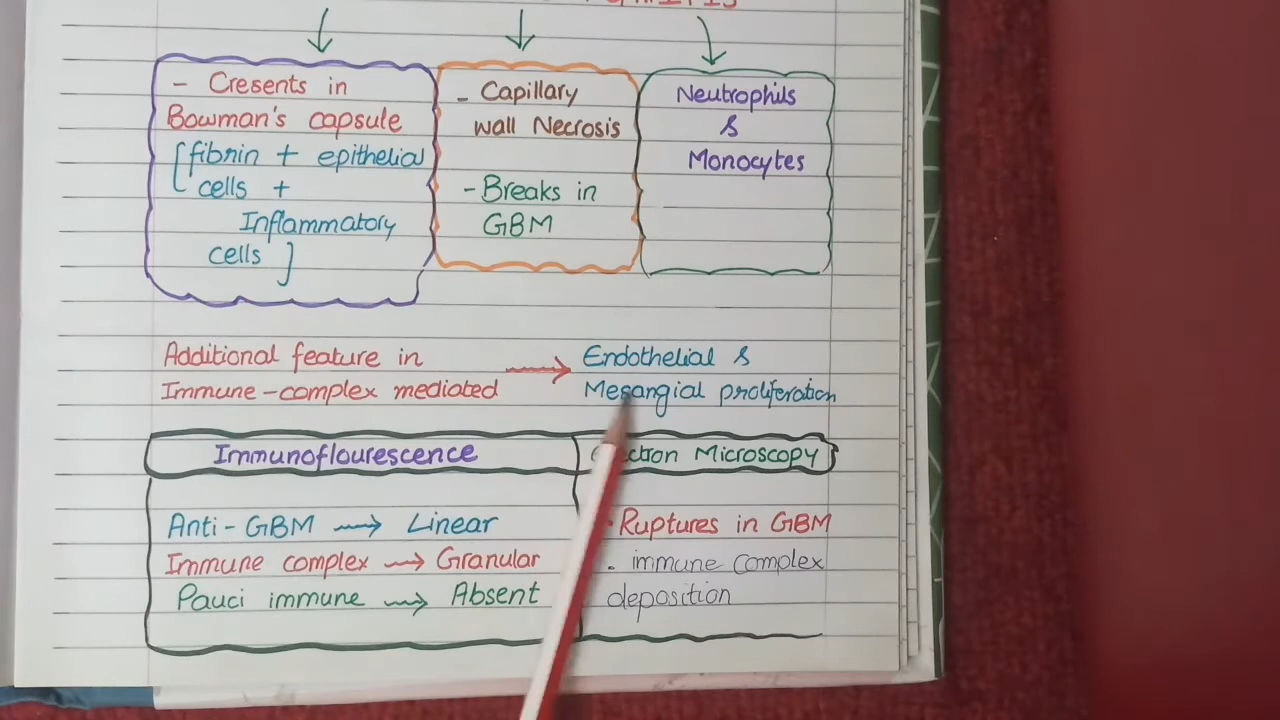 - Cresents in
Bowman's capsule
[fibrin + epithelial
cells +
Inflammatory
cells ]
- Capillary
wall Necrosis
- Breaks in
GBM
Neutrophils
&
Monocytes
Additional feature in
Immune-complex mediated → Endothelial &
Mesangial proliferation
Immunoflourescence
Microscopy
Anti-GBM → Linear
Immune complex → Granular
Pauci immune → Absent
• Ruptures in GBM
. immune complex
deposition